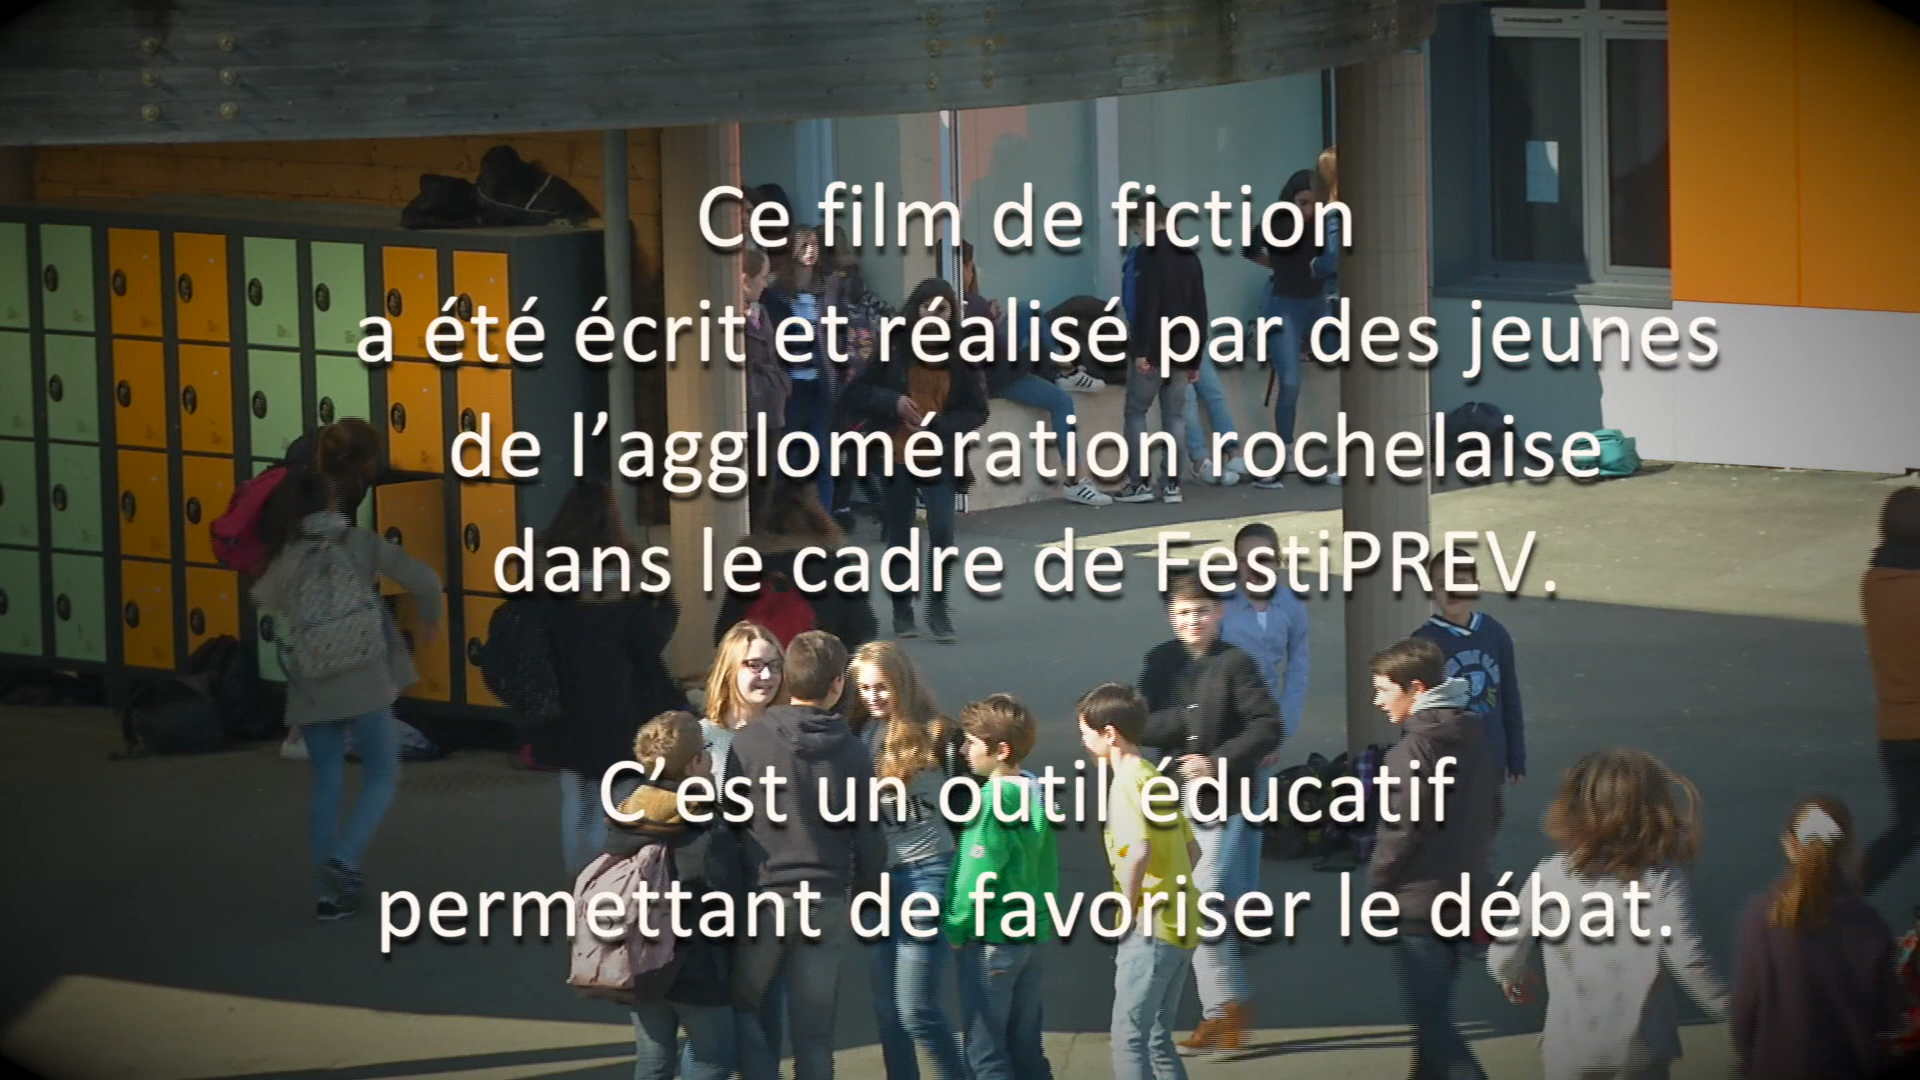 Ce film de fiction
a été écrit et réalisé par des jeunes
de l’agglomération rochelaise
dans le cadre de FestiPREV.
C’est un outil éducatif
permettant de favoriser le débat.